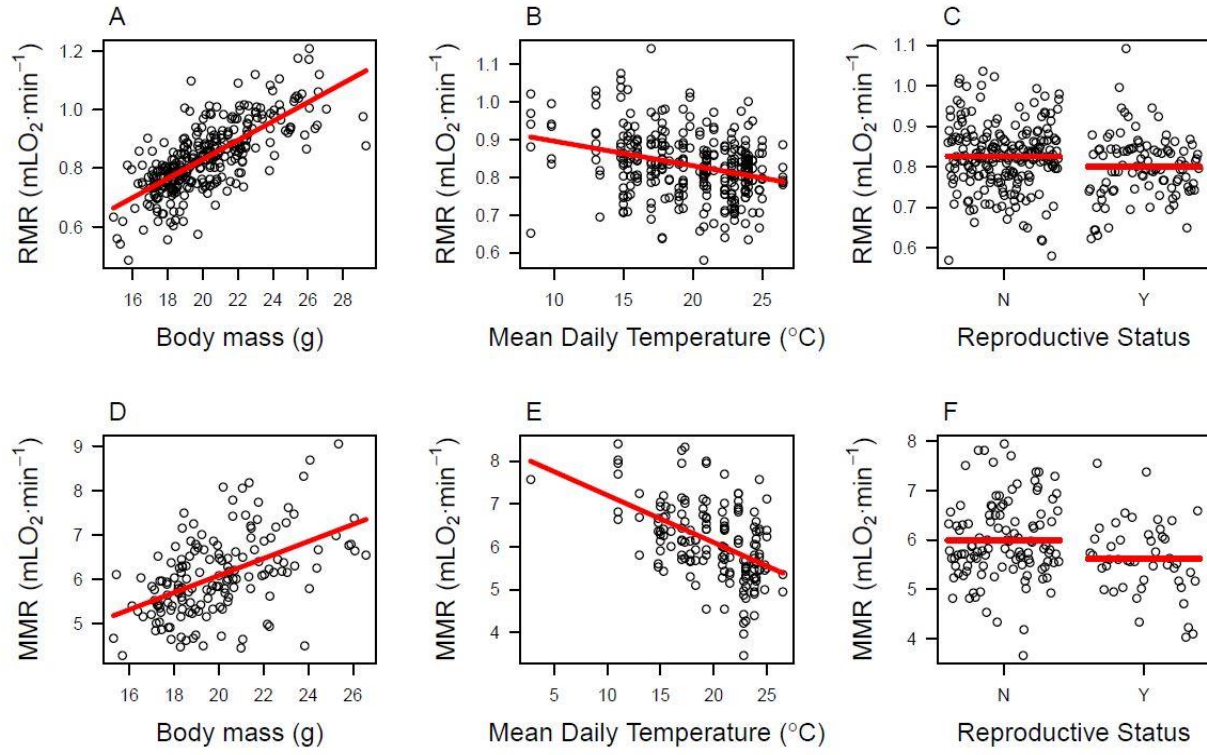 A
RMR (mLO₂·min⁻¹)
1.2
1.0
0.8
0.6
16 18 20 22 24 26 28
Body mass (g)
B
RMR (mLO₂·min⁻¹)
1.1
1.0
0.9
0.8
0.7
0.6
10 15 20 25
Mean Daily Temperature (°C)
C
RMR (mLO₂·min⁻¹)
1.1
1.0
0.9
0.8
0.7
0.6
N Y
Reproductive Status
D
MMR (mLO₂·min⁻¹)
9
8
7
6
5
16 18 20 22 24 26
Body mass (g)
E
MMR (mLO₂·min⁻¹)
8
7
6
5
4
5 10 15 20 25
Mean Daily Temperature (°C)
F
MMR (mLO₂·min⁻¹)
8
7
6
5
4
N Y
Reproductive Status